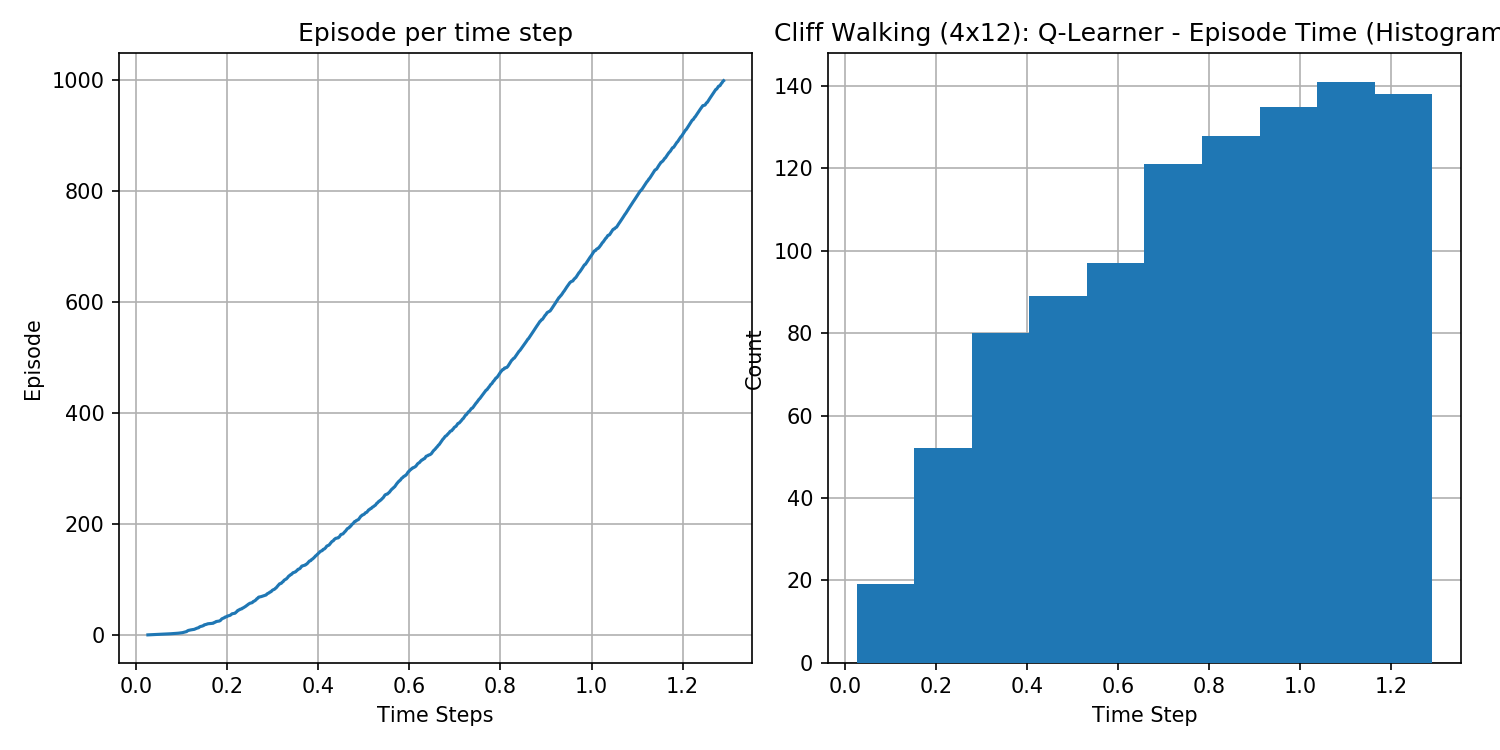 Episode per time step
1000
800
600
400
200
0
Episode
0.0 0.2 0.4 0.6 0.8 1.0 1.2
Time Steps
Cliff Walking (4x12): Q-Learner - Episode Time (Histogram
140
120
100
80
60
40
20
0
Count
0.0 0.2 0.4 0.6 0.8 1.0 1.2
Time Step